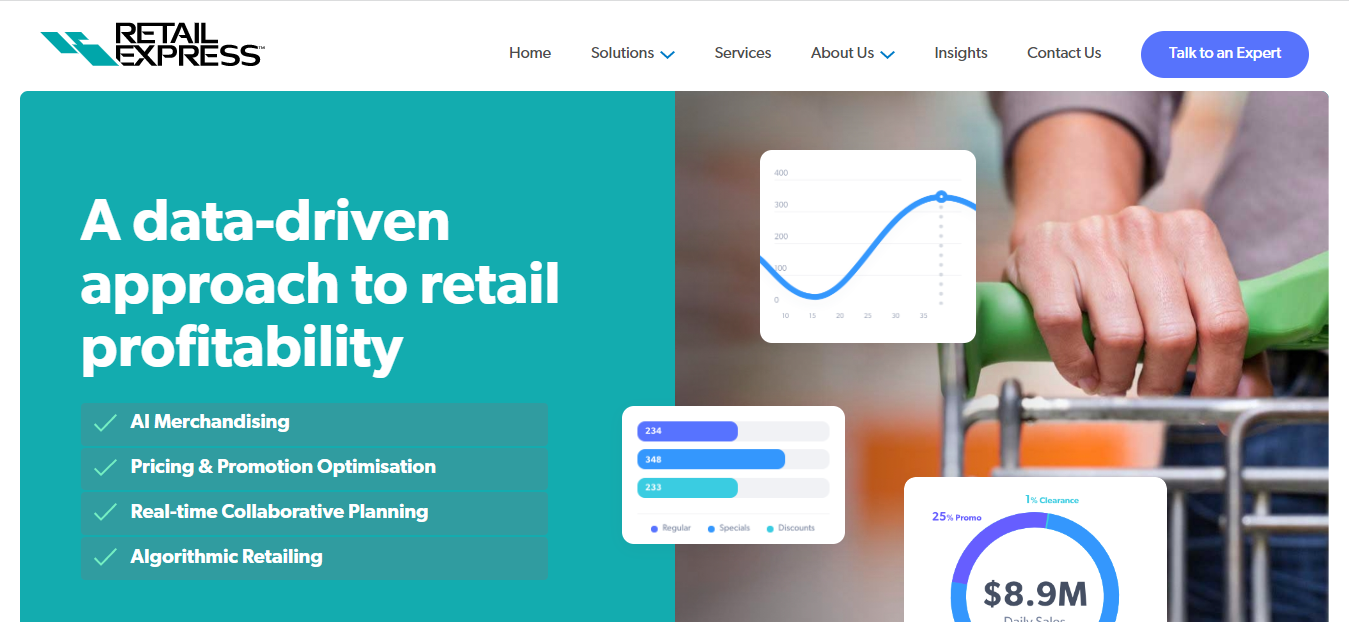 RETAIL
EXPRESS™
Home
Solutions
Services
About Us
Insights
Contact Us
Talk to an Expert
A data-driven
approach to retail
profitability
AI Merchandising
Pricing & Promotion Optimisation
Real-time Collaborative Planning
Algorithmic Retailing
400
300
200
100
0
10 15 20 25 30 35
234
348
233
Regular Specials Discounts
1% Clearance
25% Promo
$8.9M
Daily Sales